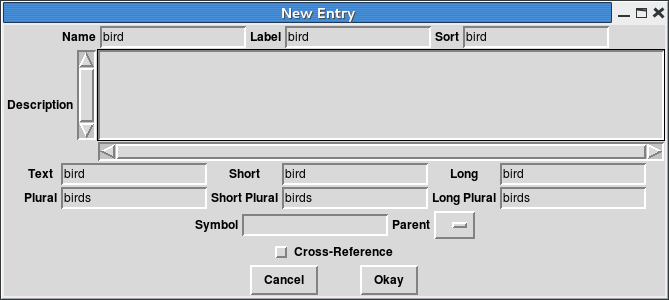 New Entry
Name bird Label bird Sort bird
Description
Text bird Short bird Long bird
Plural birds Short Plural birds Long Plural birds
Symbol Parent
Cross-Reference
Cancel Okay